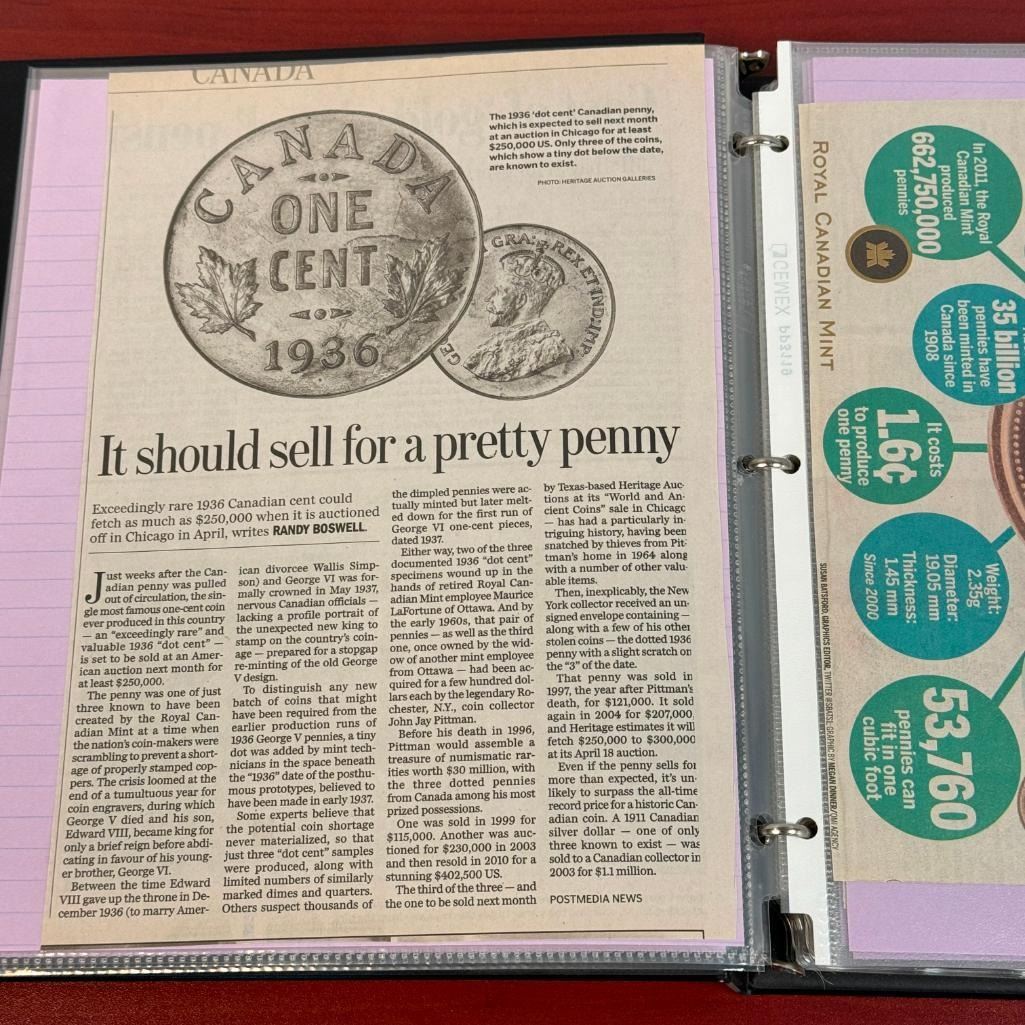 CANADA
The 1936 'dot cent' Canadian penny,
which is expected to sell next month
at an auction in Chicago for at least
$250,000 US. Only three of the coins,
which show a tiny dot below the date,
are known to exist.
PHOTO: HERITAGE AUCTION GALLERIES
CANADA
ONE
CENT
1936
GRA: REX ET IND:IMP:
GE
It should sell for a pretty penny
Exceedingly rare 1936 Canadian cent could
fetch as much as $250,000 when it is auctioned
off in Chicago in April, writes RANDY BOSWELL.
Just weeks after the Can-
adian penny was pulled
out of circulation, the sin-
gle most famous one-cent coin
ever produced in this country
— an “exceedingly rare” and
valuable 1936 “dot cent” —
is set to be sold at an Amer-
ican auction next month for
at least $250,000.
The penny was one of just
three known to have been
created by the Royal Can-
adian Mint at a time when
the nation's coin-makers were
scrambling to prevent a short-
age of properly stamped cop-
pers. The crisis loomed at the
end of a tumultuous year for
coin engravers, during which
George V died and his son,
Edward VIII, became king for
only a brief reign before abdi-
cating in favour of his young-
er brother, George VI.
Between the time Edward
VIII gave up the throne in De-
cember 1936 (to marry Amer-
ican divorcee Wallis Simp-
son) and George VI was for-
mally crowned in May 1937,
nervous Canadian officials —
lacking a profile portrait of
the unexpected new king to
stamp on the country's coin-
age — prepared for a stopgap
re-minting of the old George
V design.
To distinguish any new
batch of coins that might
have been required from the
earlier production runs of
1936 George V pennies, a tiny
dot was added by mint tech-
nicians in the space beneath
the “1936” date of the posthu-
mous prototypes, believed to
have been made in early 1937.
Some experts believe that
the potential coin shortage
never materialized, so that
just three “dot cent” samples
were produced, along with
limited numbers of similarly
marked dimes and quarters.
Others suspect thousands of
the dimpled pennies were ac-
tually minted but later melt-
ed down for the first run of
George VI one-cent pieces,
dated 1937.
Either way, two of the three
documented 1936 “dot cent”
specimens wound up in the
hands of retired Royal Can-
adian Mint employee Maurice
LaFortune of Ottawa. And by
the early 1960s, that pair of
pennies — as well as the third
one, once owned by the wid-
ow of another mint employee
from Ottawa — had been ac-
quired for a few hundred dol-
lars each by the legendary Ro-
chester, N.Y., coin collector
John Jay Pittman.
Before his death in 1996,
Pittman would assemble a
treasure of numismatic rar-
ities worth $30 million, with
the three dotted pennies
from Canada among his most
prized possessions.
One was sold in 1999 for
$115,000. Another was auc-
tioned for $230,000 in 2003
and then resold in 2010 for a
stunning $402,500 US.
The third of the three — and
the one to be sold next month
by Texas-based Heritage Auc-
tions at its “World and An-
cient Coins” sale in Chicago
— has had a particularly in-
triguing history, having been
snatched by thieves from Pit-
tman's home in 1964 along
with a number of other valu-
able items.
Then, inexplicably, the New
York collector received an un-
signed envelope containing —
along with a few of his other
stolen coins — the dotted 1936
penny with a slight scratch on
the “3” of the date.
That penny was sold in
1997, the year after Pittman's
death, for $121,000. It sold
again in 2004 for $207,000,
and Heritage estimates it will
fetch $250,000 to $300,000
at its April 18 auction.
Even if the penny sells for
more than expected, it's un-
likely to surpass the all-time
record price for a historic Can-
adian coin. A 1911 Canadian
silver dollar — one of only
three known to exist — was
sold to a Canadian collector in
2003 for $1.1 million.
POSTMEDIA NEWS
ROYAL CANADIAN MINT
In 2011, the Royal
Canadian Mint
produced
662,750,000
pennies
35 billion
pennies have
been minted in
Canada since
1908
It costs
1.6¢
to produce
one penny
Weight:
2.35g
Diameter:
19.05 mm
Thickness:
1.45 mm
Since 2000
53,760
pennies can
fit in one
cubic foot
SUSAN BATSFORD, GRAPHICS EDITOR, TWITTER @SBATS1, GRAPHIC BY MEGAN DINNER/QMI AGENCY